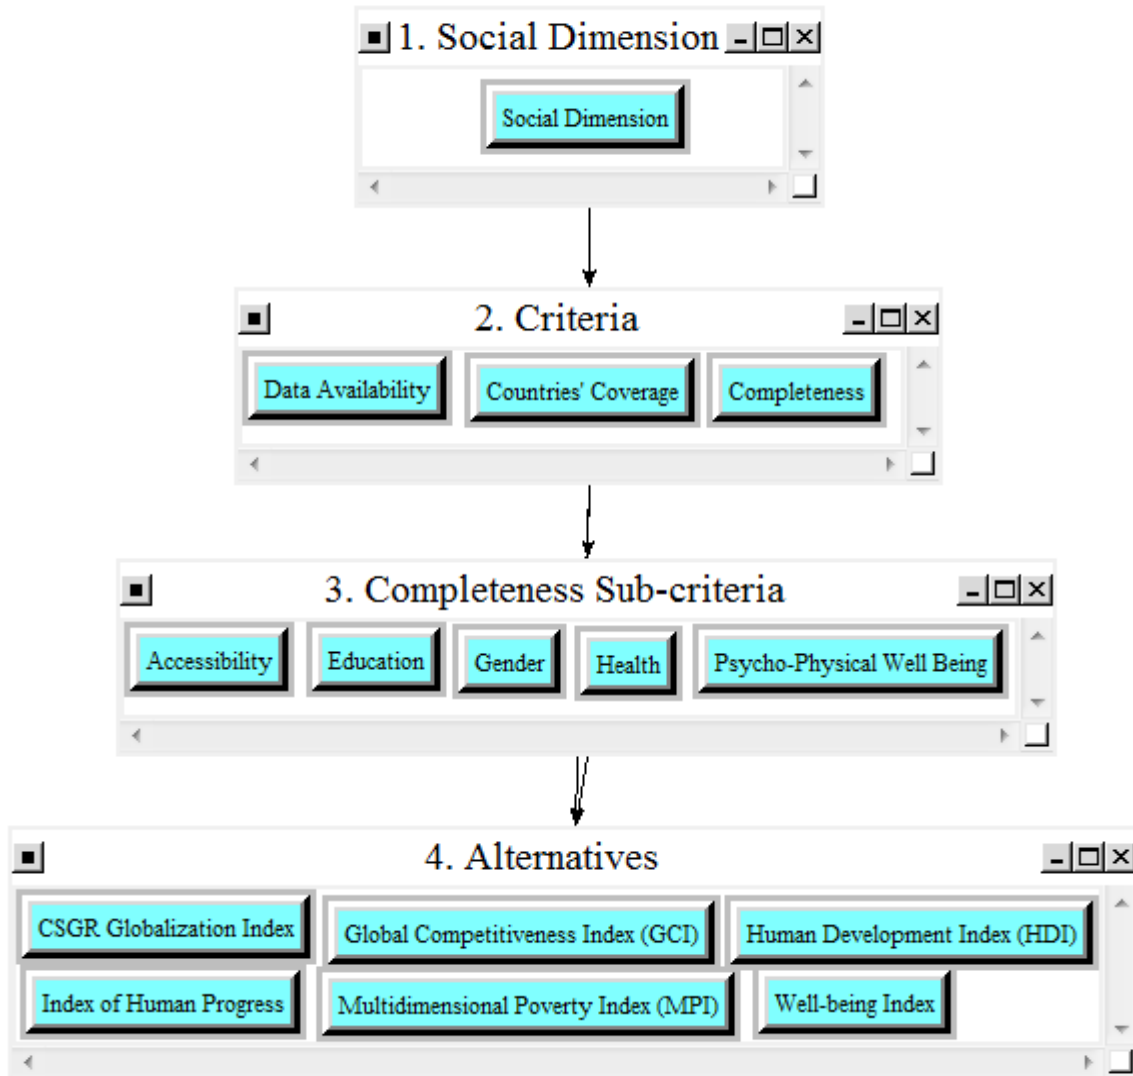 1. Social Dimension
Social Dimension
2. Criteria
Data Availability
Countries' Coverage
Completeness
3. Completeness Sub-criteria
Accessibility
Education
Gender
Health
Psycho-Physical Well Being
4. Alternatives
CSGR Globalization Index
Global Competitiveness Index (GCI)
Human Development Index (HDI)
Index of Human Progress
Multidimensional Poverty Index (MPI)
Well-being Index